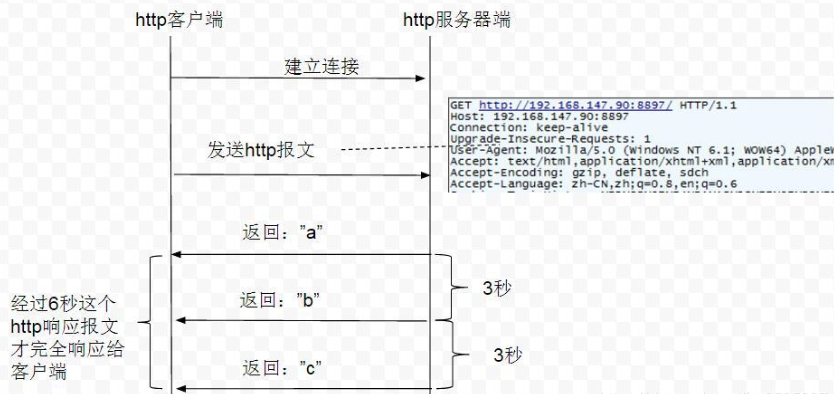 http客户端
http服务器端
建立连接
GET http://192.168.147.90:8897/ HTTP/1.1
Host: 192.168.147.90:8897
Connection: keep-alive
Upgrade-Insecure-Requests: 1
User-Agent: Mozilla/5.0 (Windows NT 6.1; WOW64) AppleW
Accept: text/html,application/xhtml+xml,application/xm
Accept-Encoding: gzip, deflate, sdch
Accept-Language: zh-CN,zh;q=0.8,en;q=0.6
发送http报文
返回："a"
3秒
返回："b"
经过6秒这个
http响应报文
才完全响应给
客户端
3秒
返回："c"